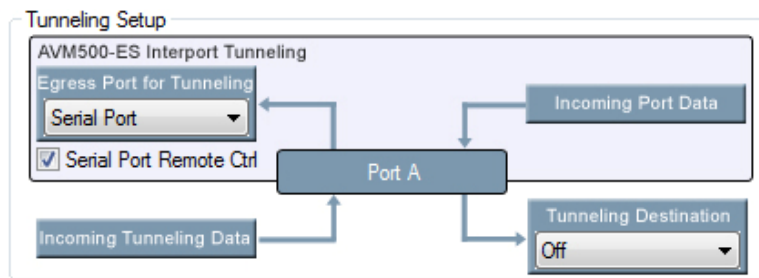 Tunneling Setup
AVM500-ES Interport Tunneling
Egress Port for Tunneling
Serial Port
Incoming Port Data
Serial Port Remote Ctrl
Port A
Incoming Tunneling Data
Tunneling Destination
Off